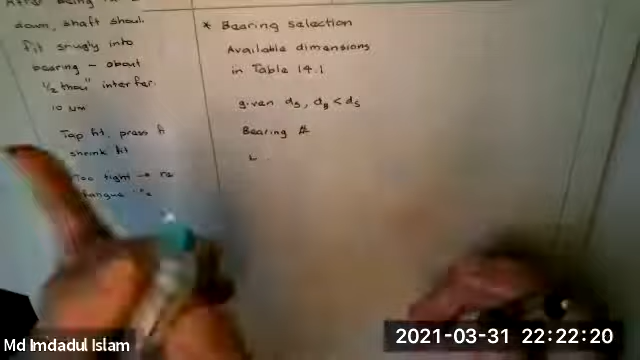 down, shaft shoul
fit snugly into
bearing - about
1/2 thou" interfer.
10 um
Tap fit, press fi
shrink fit
Too tight → re
fatigue
* Bearing selection
Available dimensions
in Table 14.1
given ds, dB < ds
Bearing #
Md Imdadul Islam
2021-03-31 22:22:20